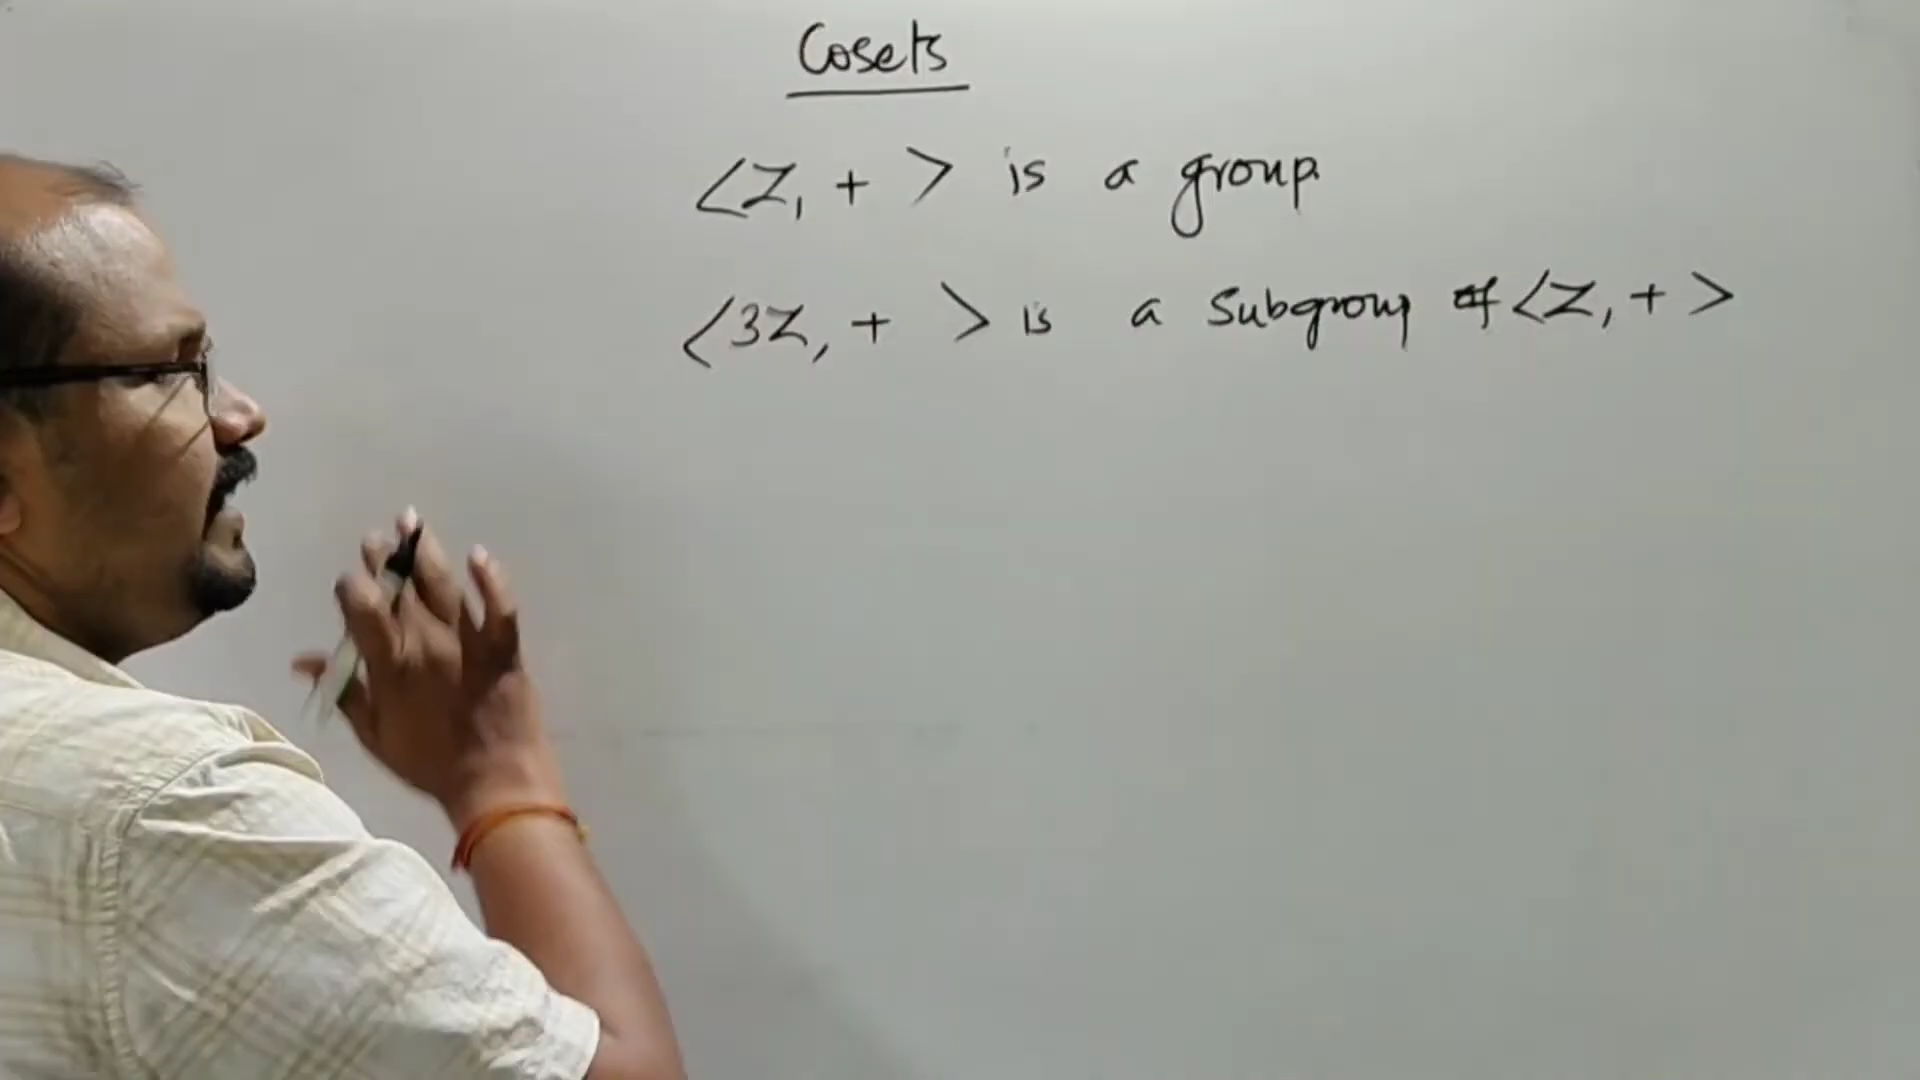 Cosets
<Z, + > is a group.
<3Z, + > is a Subgroup of <Z, + >